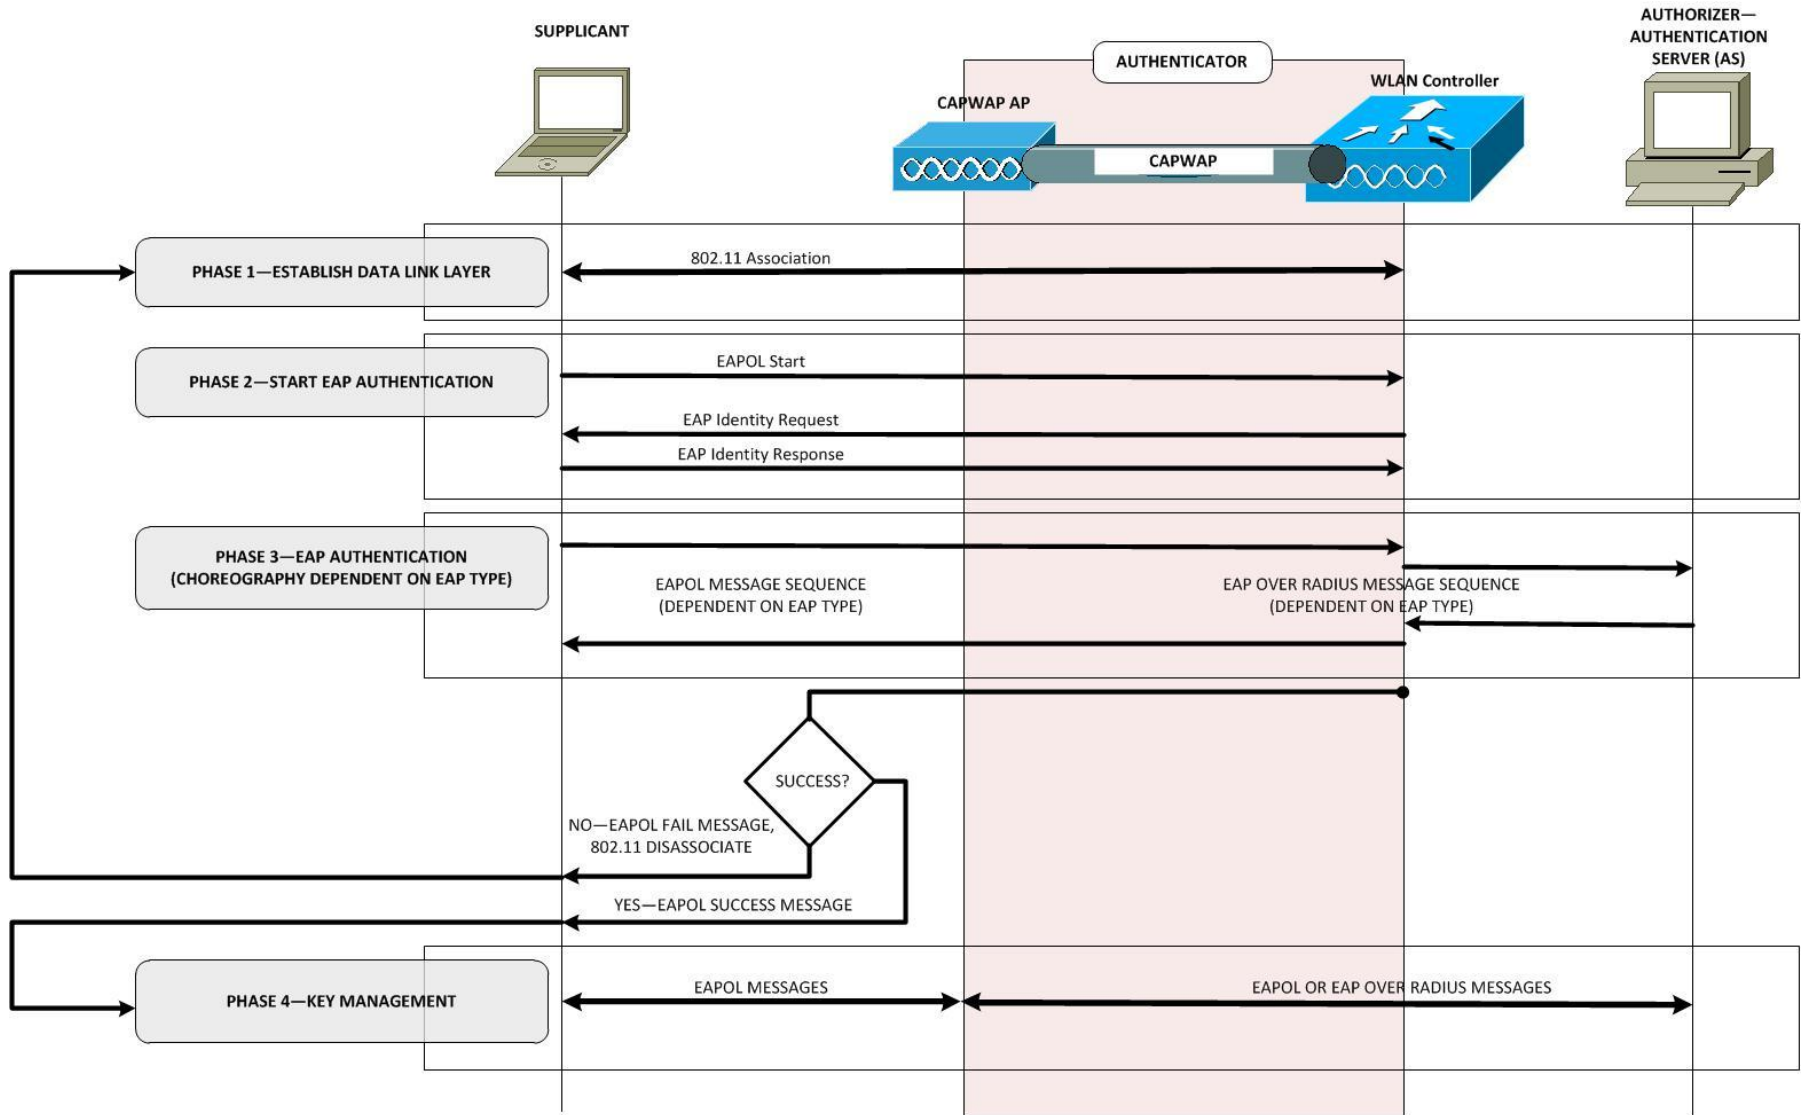 SUPPLICANT
AUTHENTICATOR
CAPWAP AP
WLAN Controller
AUTHORIZER—
AUTHENTICATION
SERVER (AS)
CAPWAP
PHASE 1—ESTABLISH DATA LINK LAYER
802.11 Association
PHASE 2—START EAP AUTHENTICATION
EAPOL Start
EAP Identity Request
EAP Identity Response
PHASE 3—EAP AUTHENTICATION
(CHOREOGRAPHY DEPENDENT ON EAP TYPE)
EAPOL MESSAGE SEQUENCE
(DEPENDENT ON EAP TYPE)
EAP OVER RADIUS MESSAGE SEQUENCE
(DEPENDENT ON EAP TYPE)
SUCCESS?
NO—EAPOL FAIL MESSAGE,
802.11 DISASSOCIATE
YES—EAPOL SUCCESS MESSAGE
PHASE 4—KEY MANAGEMENT
EAPOL MESSAGES
EAPOL OR EAP OVER RADIUS MESSAGES